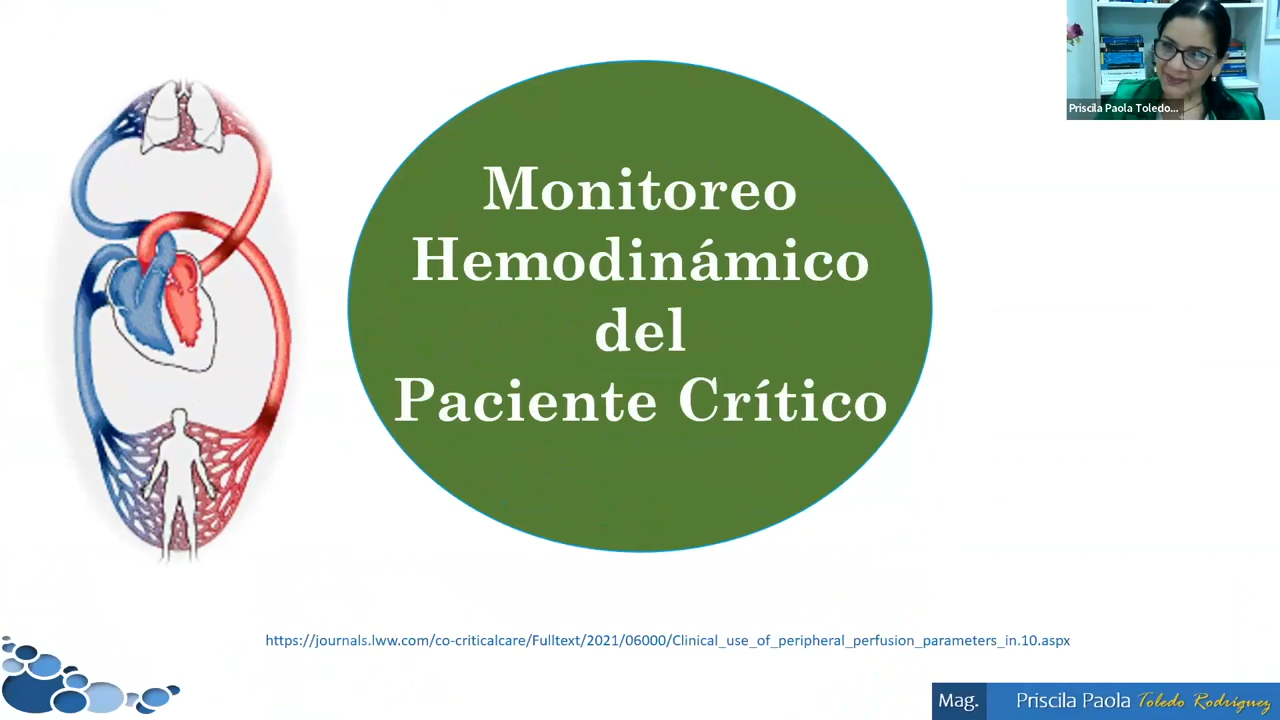 Priscila Paola Toledo...
Monitoreo
Hemodinámico
del
Paciente Crítico
https://journals.lww.com/co-criticalcare/Fulltext/2021/06000/Clinical_use_of_peripheral_perfusion_parameters_in.10.aspx
Mag. Priscila Paola Toledo Rodríguez